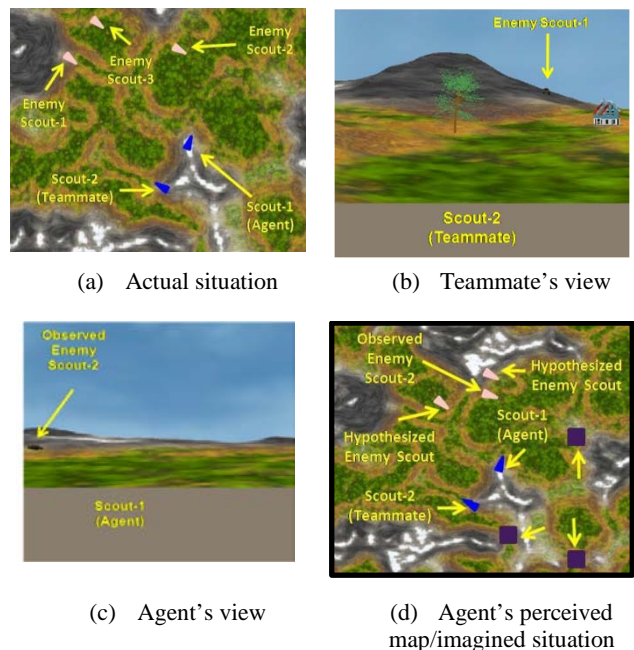 Enemy
Scout-2
Enemy
Scout-3
Enemy
Scout-1
Scout-2
(Teammate)
Scout-1
(Agent)
(a) Actual situation
Enemy Scout-1
Scout-2
(Teammate)
(b) Teammate's view
Observed
Enemy
Scout-2
Scout-1
(Agent)
(c) Agent's view
Observed
Enemy
Scout-2
Hypothesized
Enemy Scout
Scout-1
(Agent)
Hypothesized
Enemy Scout
Scout-2
(Teammate)
(d) Agent's perceived
map/imagined situation